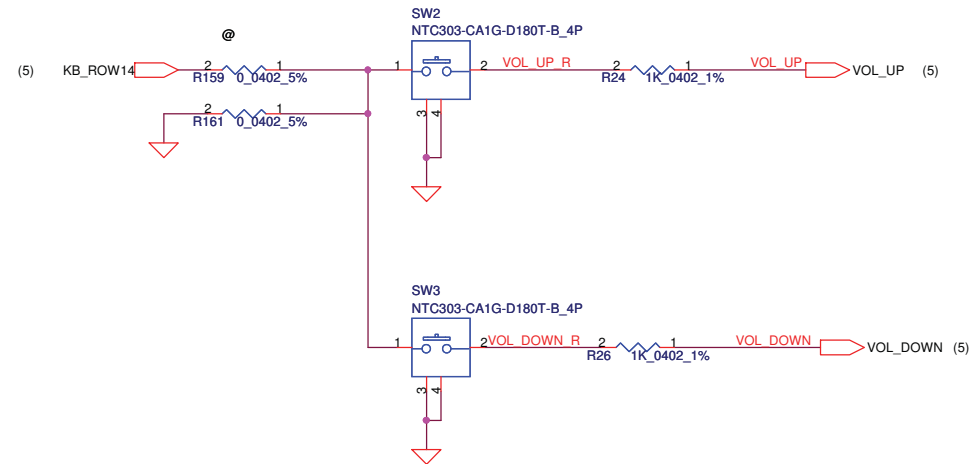 SW2
NTC303-CA1G-D180T-B_4P
@
(5) KB_ROW14 2 1 1 2 VOL_UP_R 2 1 VOL_UP VOL_UP (5)
R159 0_0402_5% R24 1K_0402_1%
2 1
R161 0_0402_5% 3 4
SW3
NTC303-CA1G-D180T-B_4P
1 2 VOL_DOWN_R 2 1 VOL_DOWN VOL_DOWN (5)
R26 1K_0402_1%
3 4